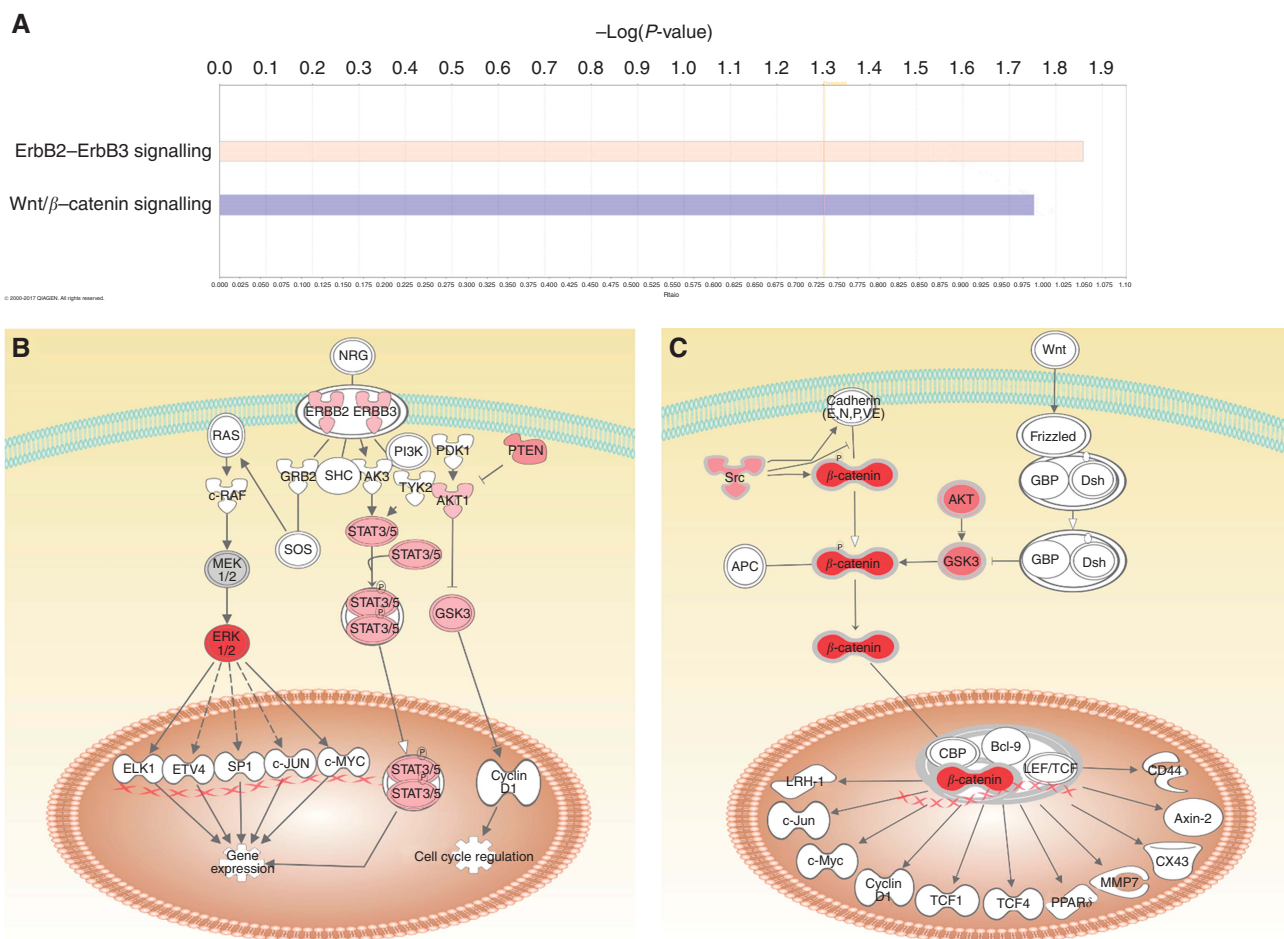 A
–Log(P-value)
0.0 0.1 0.2 0.3 0.4 0.5 0.6 0.7 0.8 0.9 1.0 1.1 1.2 1.3 1.4 1.5 1.6 1.7 1.8 1.9
ErbB2–ErbB3 signalling
Wnt/β–catenin signalling
0.000 0.025 0.050 0.075 0.100 0.125 0.150 0.175 0.200 0.225 0.250 0.275 0.300 0.325 0.350 0.375 0.400 0.425 0.450 0.475 0.500 0.525 0.550 0.575 0.600 0.625 0.650 0.675 0.700 0.725 0.750 0.775 0.800 0.825 0.850 0.875 0.900 0.925 0.950 0.975 1.000 1.025 1.050 1.075 1.10
Rtaio
© 2000-2017 QIAGEN. All rights reserved.
B
NRG
ERBB2 ERBB3
RAS
PI3K
PDK1
PTEN
GRB2
SHC
AK3
TYK2
c-RAF
AKT1
STAT3/5
SOS
STAT3/5
MEK
1/2
P
STAT3/5
P
STAT3/5
GSK3
ERK
1/2
ELK1
ETV4
SP1
c-JUN
c-MYC
P
STAT3/5
P
STAT3/5
Cyclin
D1
Gene
expression
Cell cycle regulation
C
Wnt
Cadherin
(E,N,P,VE)
Frizzled
P
Src
β-catenin
GBP
Dsh
AKT
P
APC
β-catenin
GSK3
GBP
Dsh
β-catenin
CBP
Bcl-9
LEF/TCF
β-catenin
LRH-1
CD44
c-Jun
Axin-2
c-Myc
CX43
Cyclin
D1
MMP7
TCF1
TCF4
PPARδ